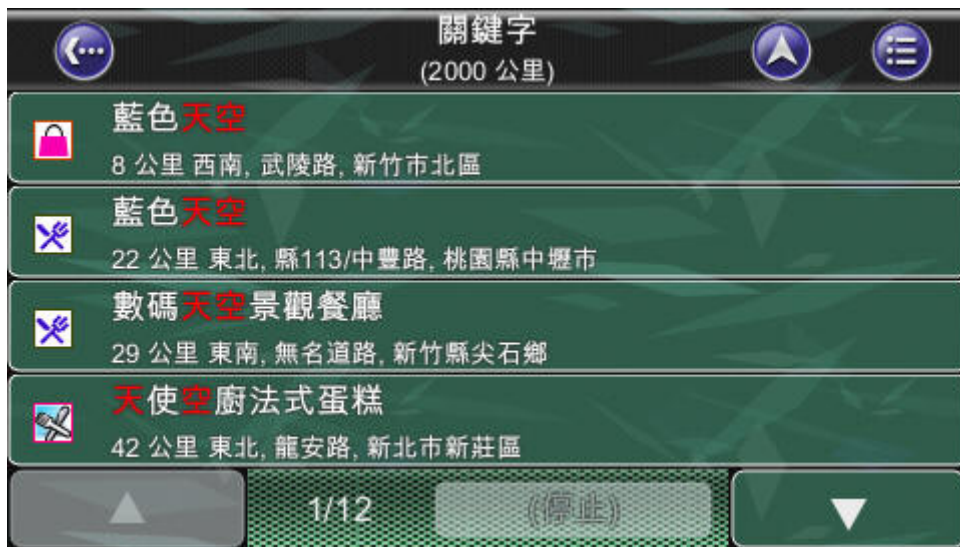 關鍵字
(2000 公里)
藍色天空
8 公里 西南, 武陵路, 新竹市北區
藍色天空
22 公里 東北, 縣113/中豐路, 桃園縣中壢市
數碼天空景觀餐廳
29 公里 東南, 無名道路, 新竹縣尖石鄉
天使空廚法式蛋糕
42 公里 東北, 龍安路, 新北市新莊區
1/12
((停止))